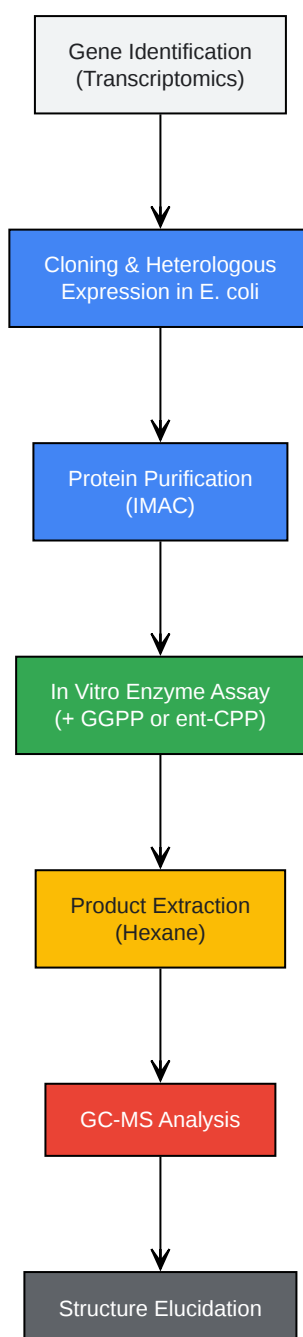 Gene Identification
(Transcriptomics)
Cloning & Heterologous
Expression in E. coli
Protein Purification
(IMAC)
In Vitro Enzyme Assay
(+ GGPP or ent-CPP)
Product Extraction
(Hexane)
GC-MS Analysis
Structure Elucidation